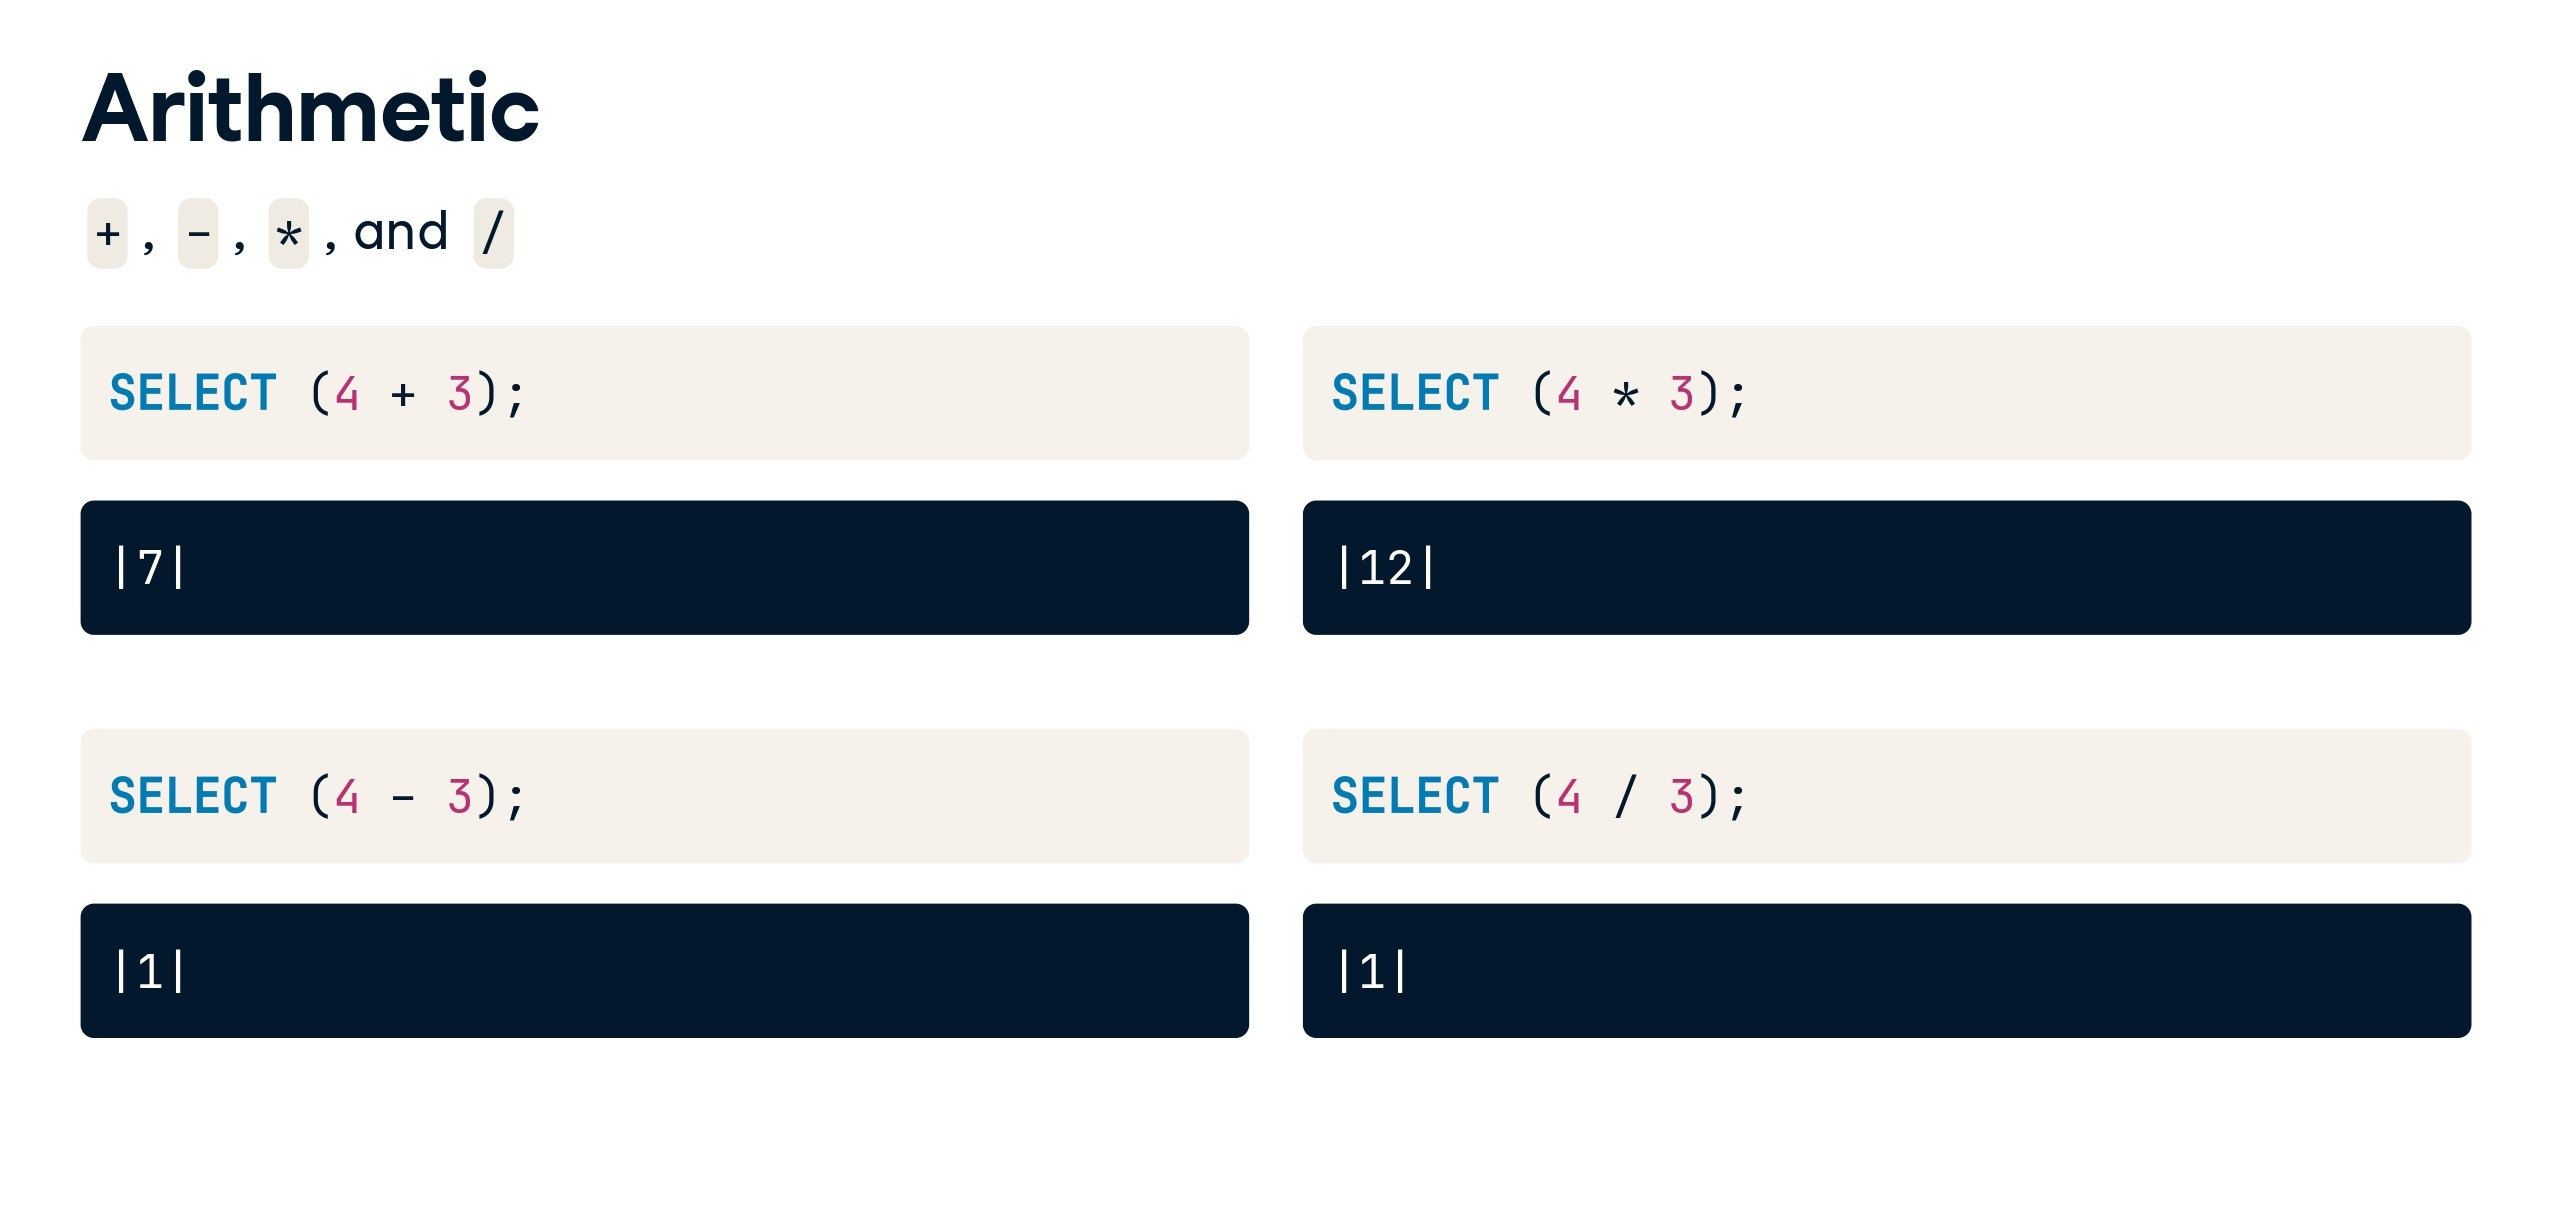 Arithmetic
+ , - , * , and /
SELECT (4 + 3);
|7|
SELECT (4 * 3);
|12|
SELECT (4 - 3);
|1|
SELECT (4 / 3);
|1|